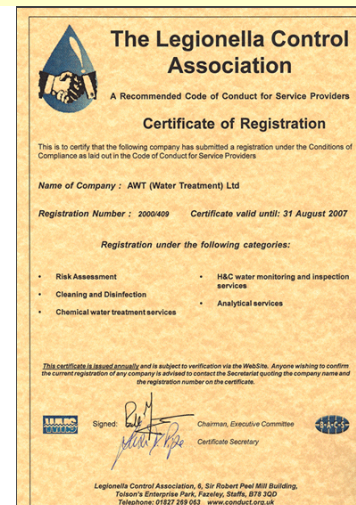 The Legionella Control
Association
A Recommended Code of Conduct for Service Providers
Certificate of Registration
This is to certify that the following company has submitted a registration under the Conditions of
Compliance as laid out in the Code of Conduct for Service Providers
Name of Company : AWT (Water Treatment) Ltd
Registration Number : 2000/409 Certificate valid until: 31 August 2007
Registration under the following categories:
• Risk Assessment
• Cleaning and Disinfection
• Chemical water treatment services
• H&C water monitoring and inspection
services
• Analytical services
This certificate is issued annually and is subject to verification via the WebSite. Anyone wishing to confirm
the current registration of any company is advised to contact the Secretariat quoting the company name and
the registration number on the certificate.
Signed:
Chairman, Executive Committee
Certificate Secretary
B·A·C·S
Legionella Control Association, 6, Sir Robert Peel Mill Building,
Tolson's Enterprise Park, Fazeley, Staffs, B78 3QD
Telephone: 01827 269 063 www.conduct.org.uk